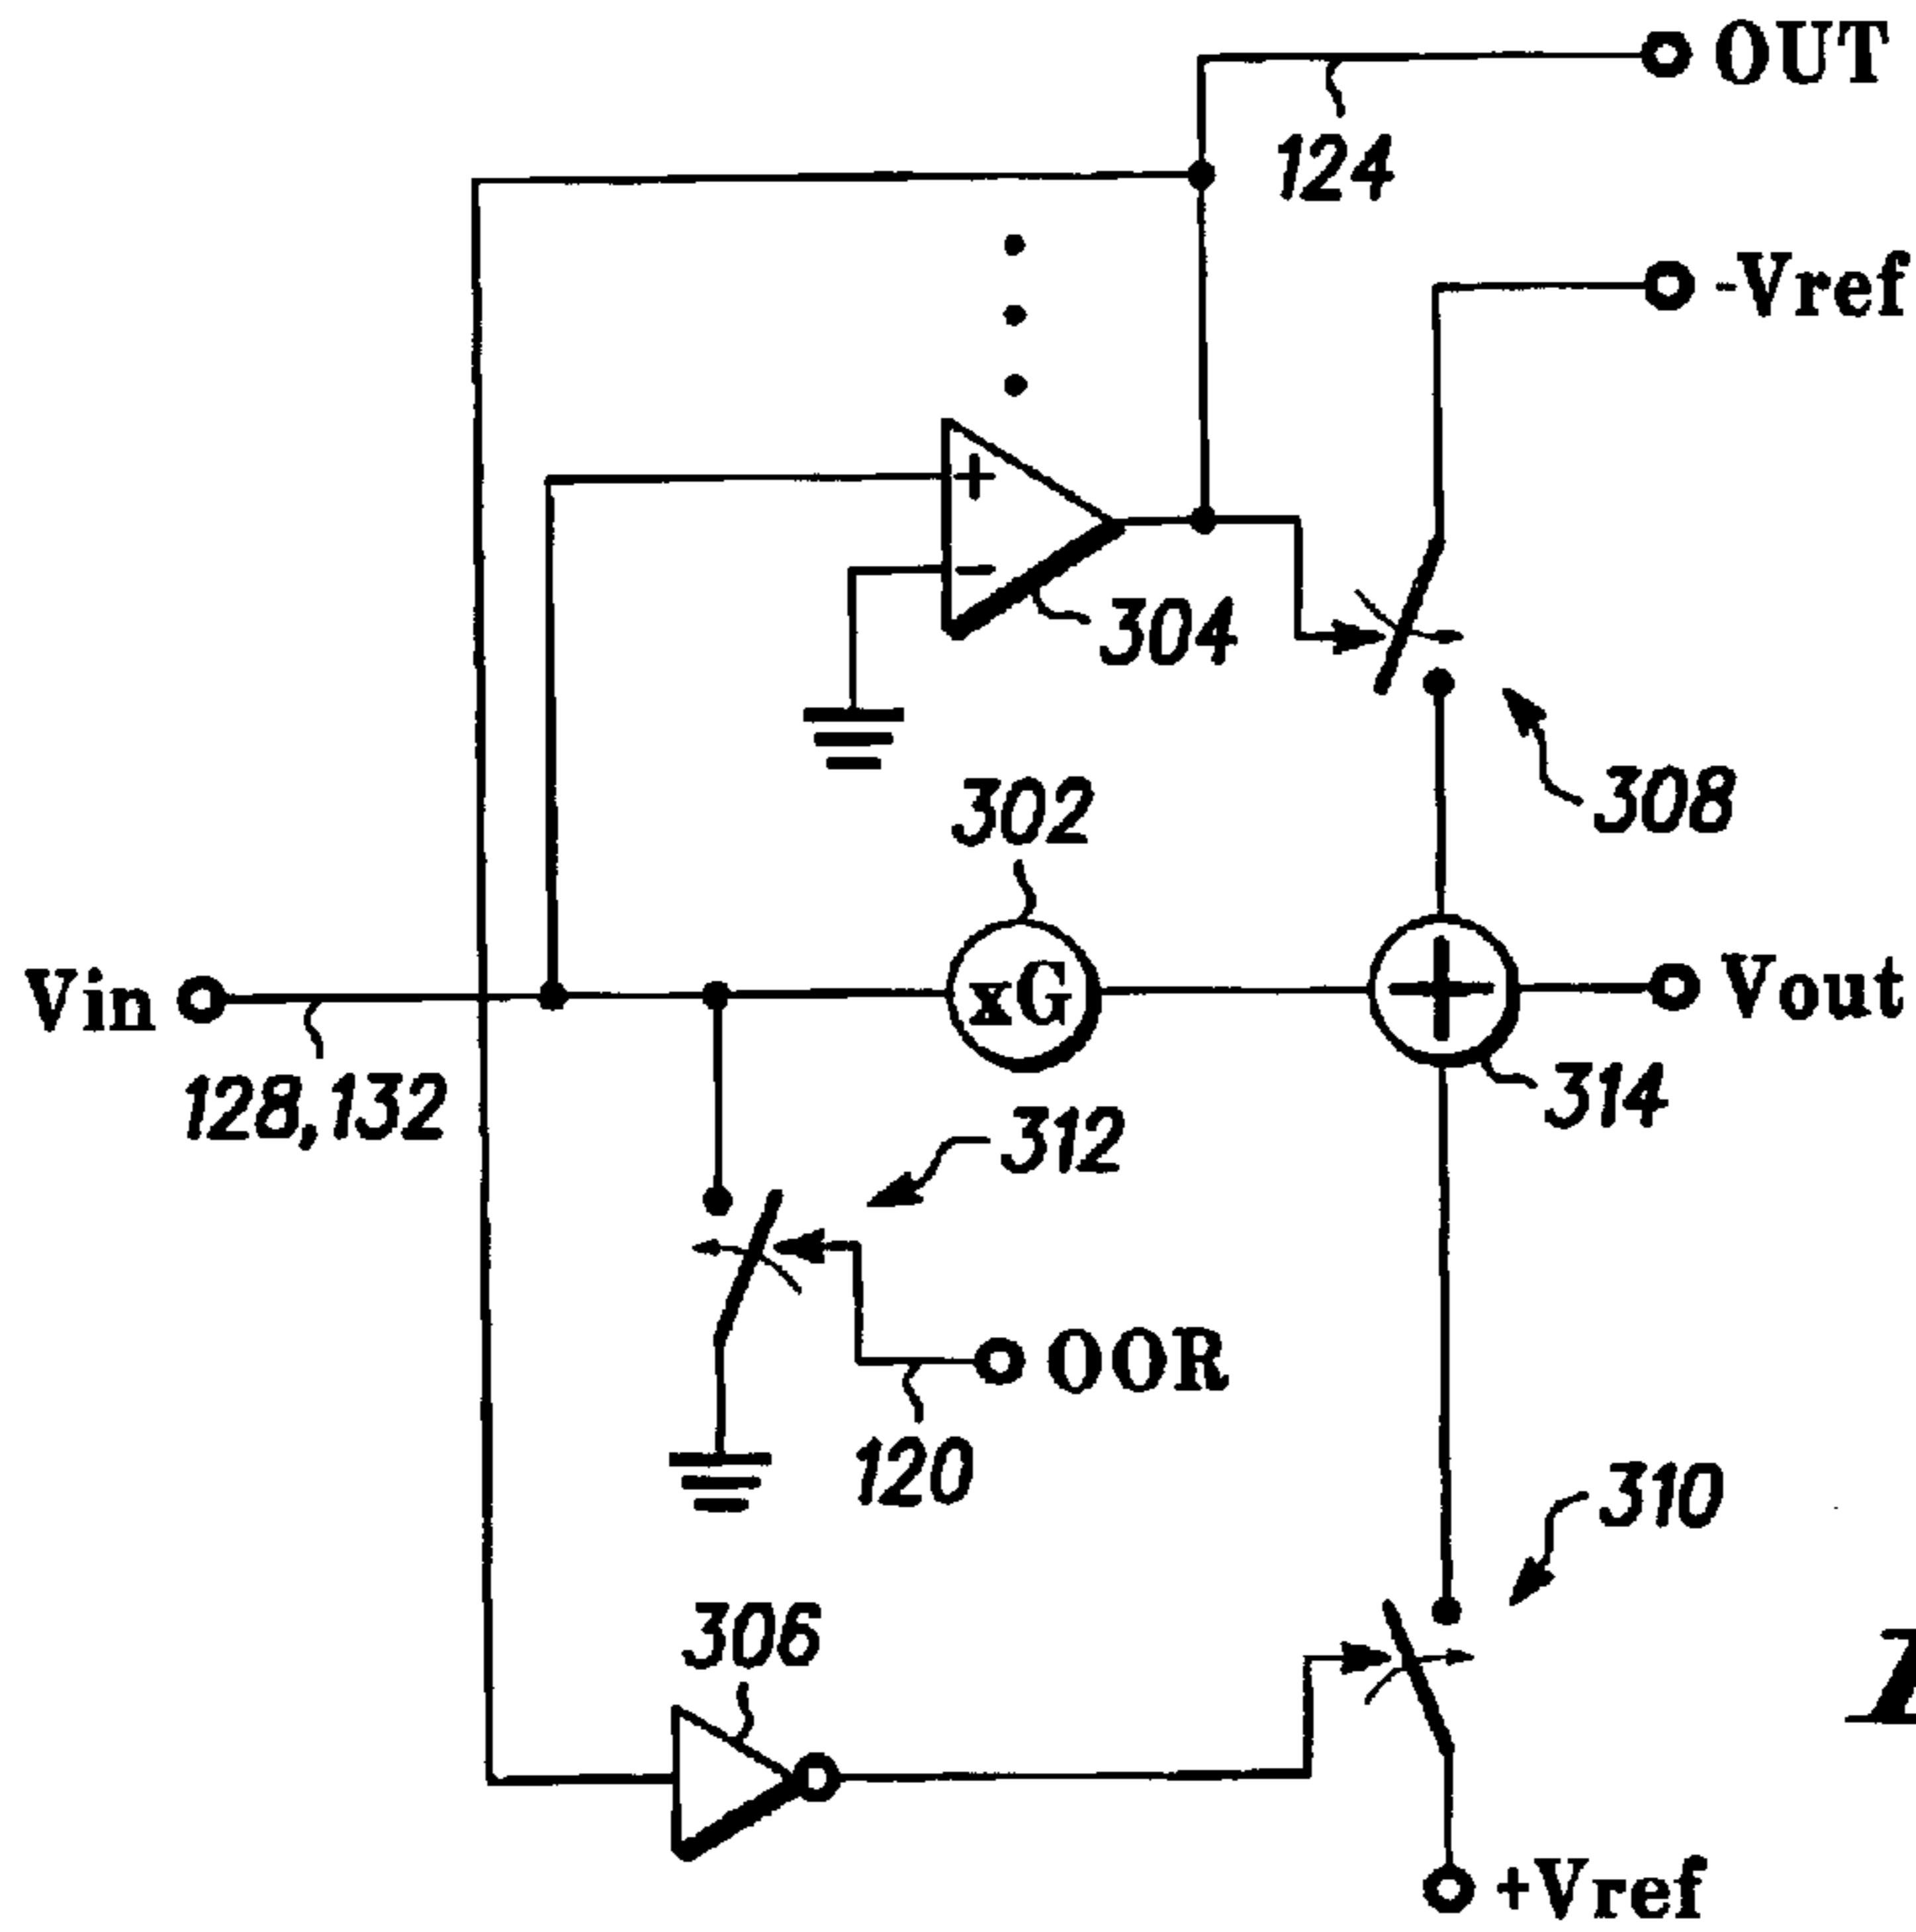 OUT
124
-Vref
+
-
304
308
302
Vin
xG
+
Vout
128,132
314
312
OOR
120
310
306
+Vref